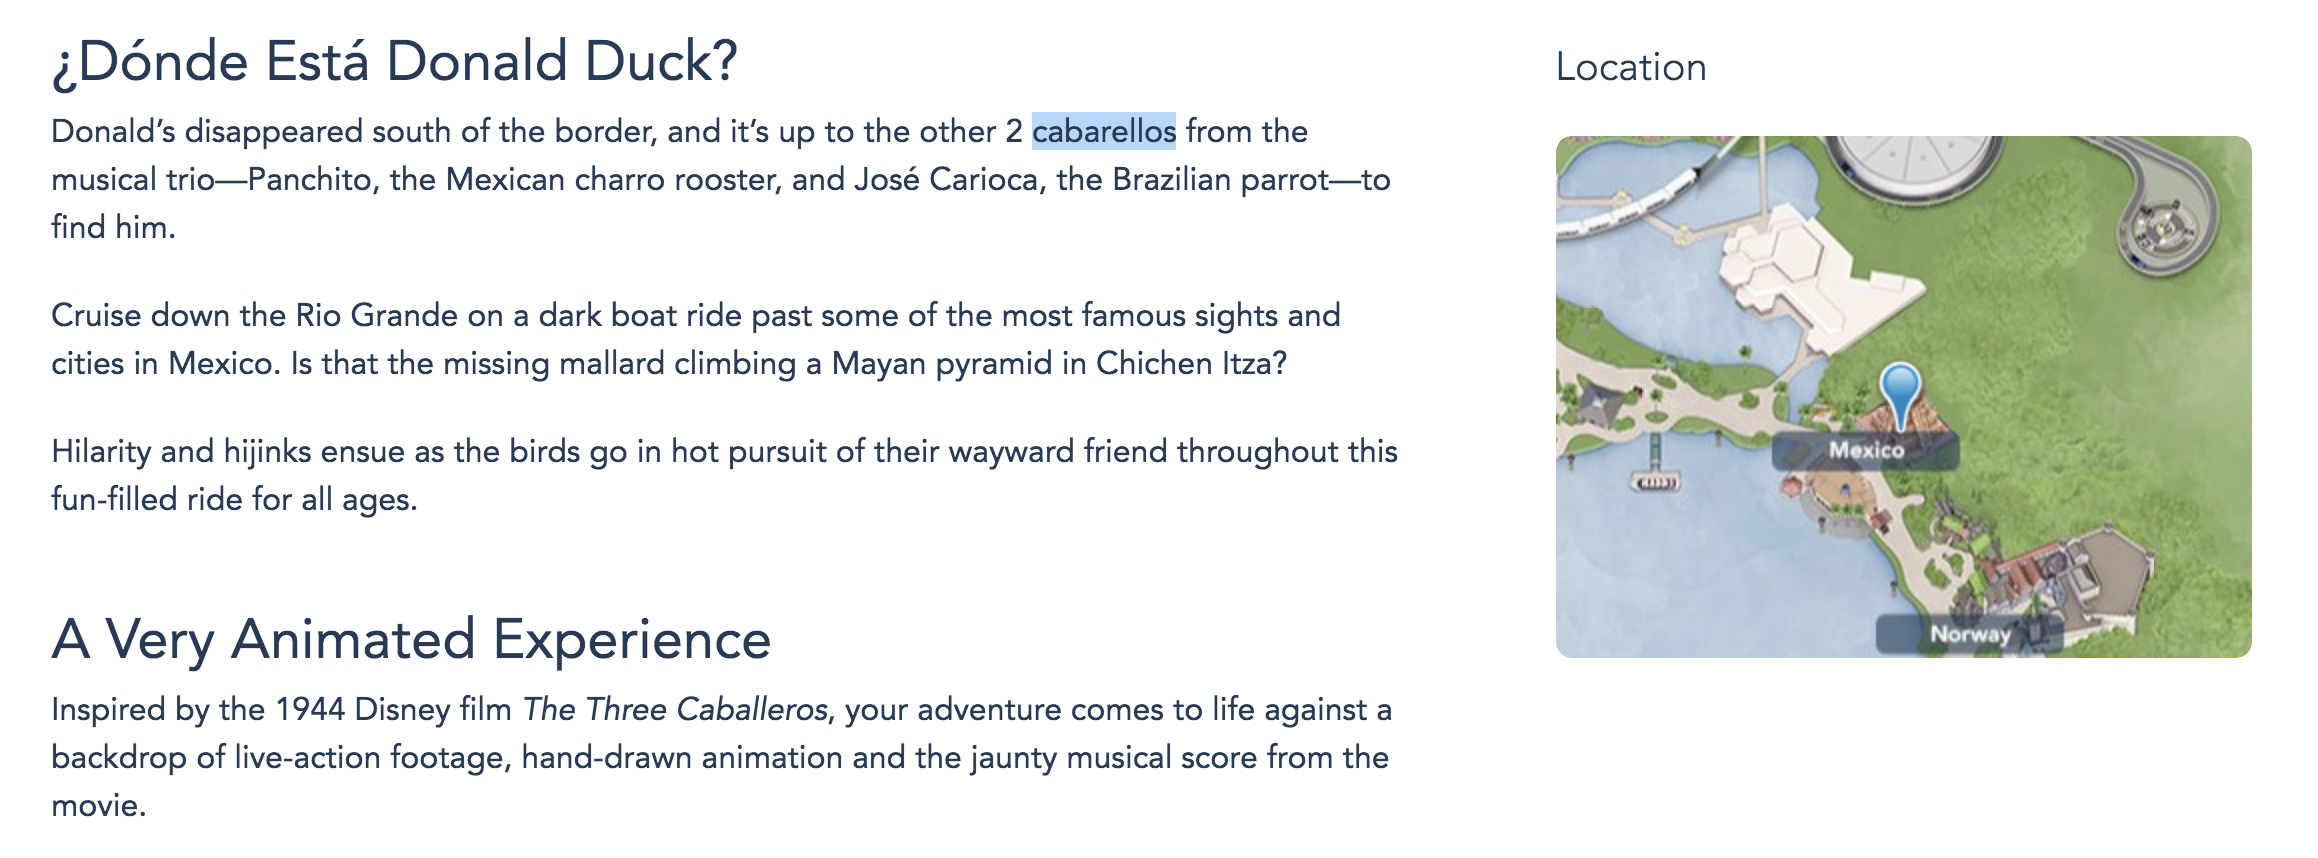 ¿Dónde Está Donald Duck?
Donald’s disappeared south of the border, and it’s up to the other 2 cabarellos from the
musical trio—Panchito, the Mexican charro rooster, and José Carioca, the Brazilian parrot—to
find him.
Cruise down the Rio Grande on a dark boat ride past some of the most famous sights and
cities in Mexico. Is that the missing mallard climbing a Mayan pyramid in Chichen Itza?
Hilarity and hijinks ensue as the birds go in hot pursuit of their wayward friend throughout this
fun-filled ride for all ages.
A Very Animated Experience
Inspired by the 1944 Disney film The Three Caballeros, your adventure comes to life against a
backdrop of live-action footage, hand-drawn animation and the jaunty musical score from the
movie.
Location
Mexico
Norway